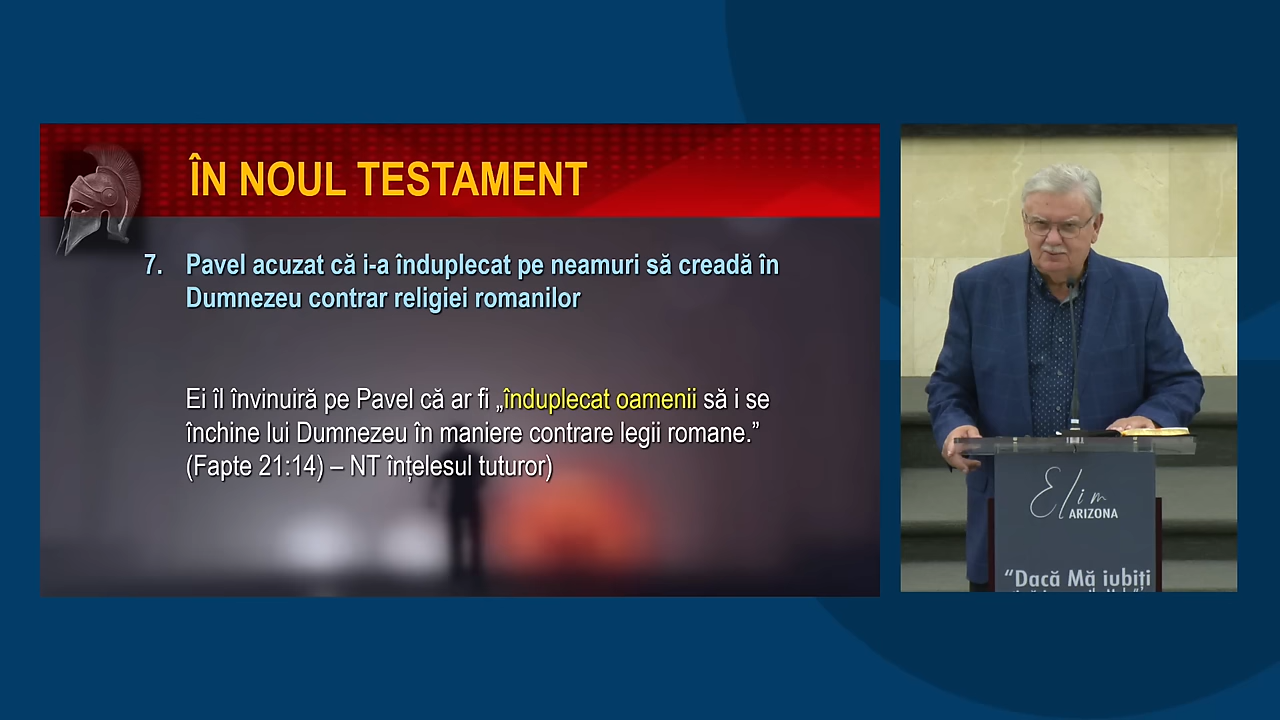 ÎN NOUL TESTAMENT
7. Pavel acuzat că i-a înduplecat pe neamuri să creadă în
Dumnezeu contrar religiei romanilor
Ei îl învinuiră pe Pavel că ar fi „înduplecat oamenii să i se
închine lui Dumnezeu în maniere contrare legii romane.”
(Fapte 21:14) – NT înțelesul tuturor)
Elim
ARIZONA
“Dacă Mă iubiți